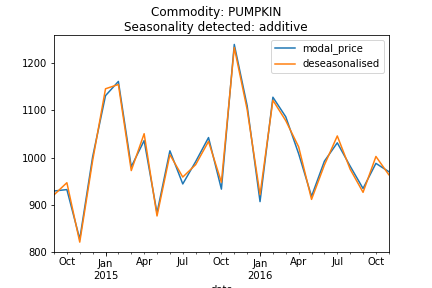 Commodity: PUMPKIN
Seasonality detected: additive
modal_price
deseasonalised
1200
1100
1000
900
800
Oct Jan Apr Jul Oct Jan Apr Jul Oct
2015 2016
date